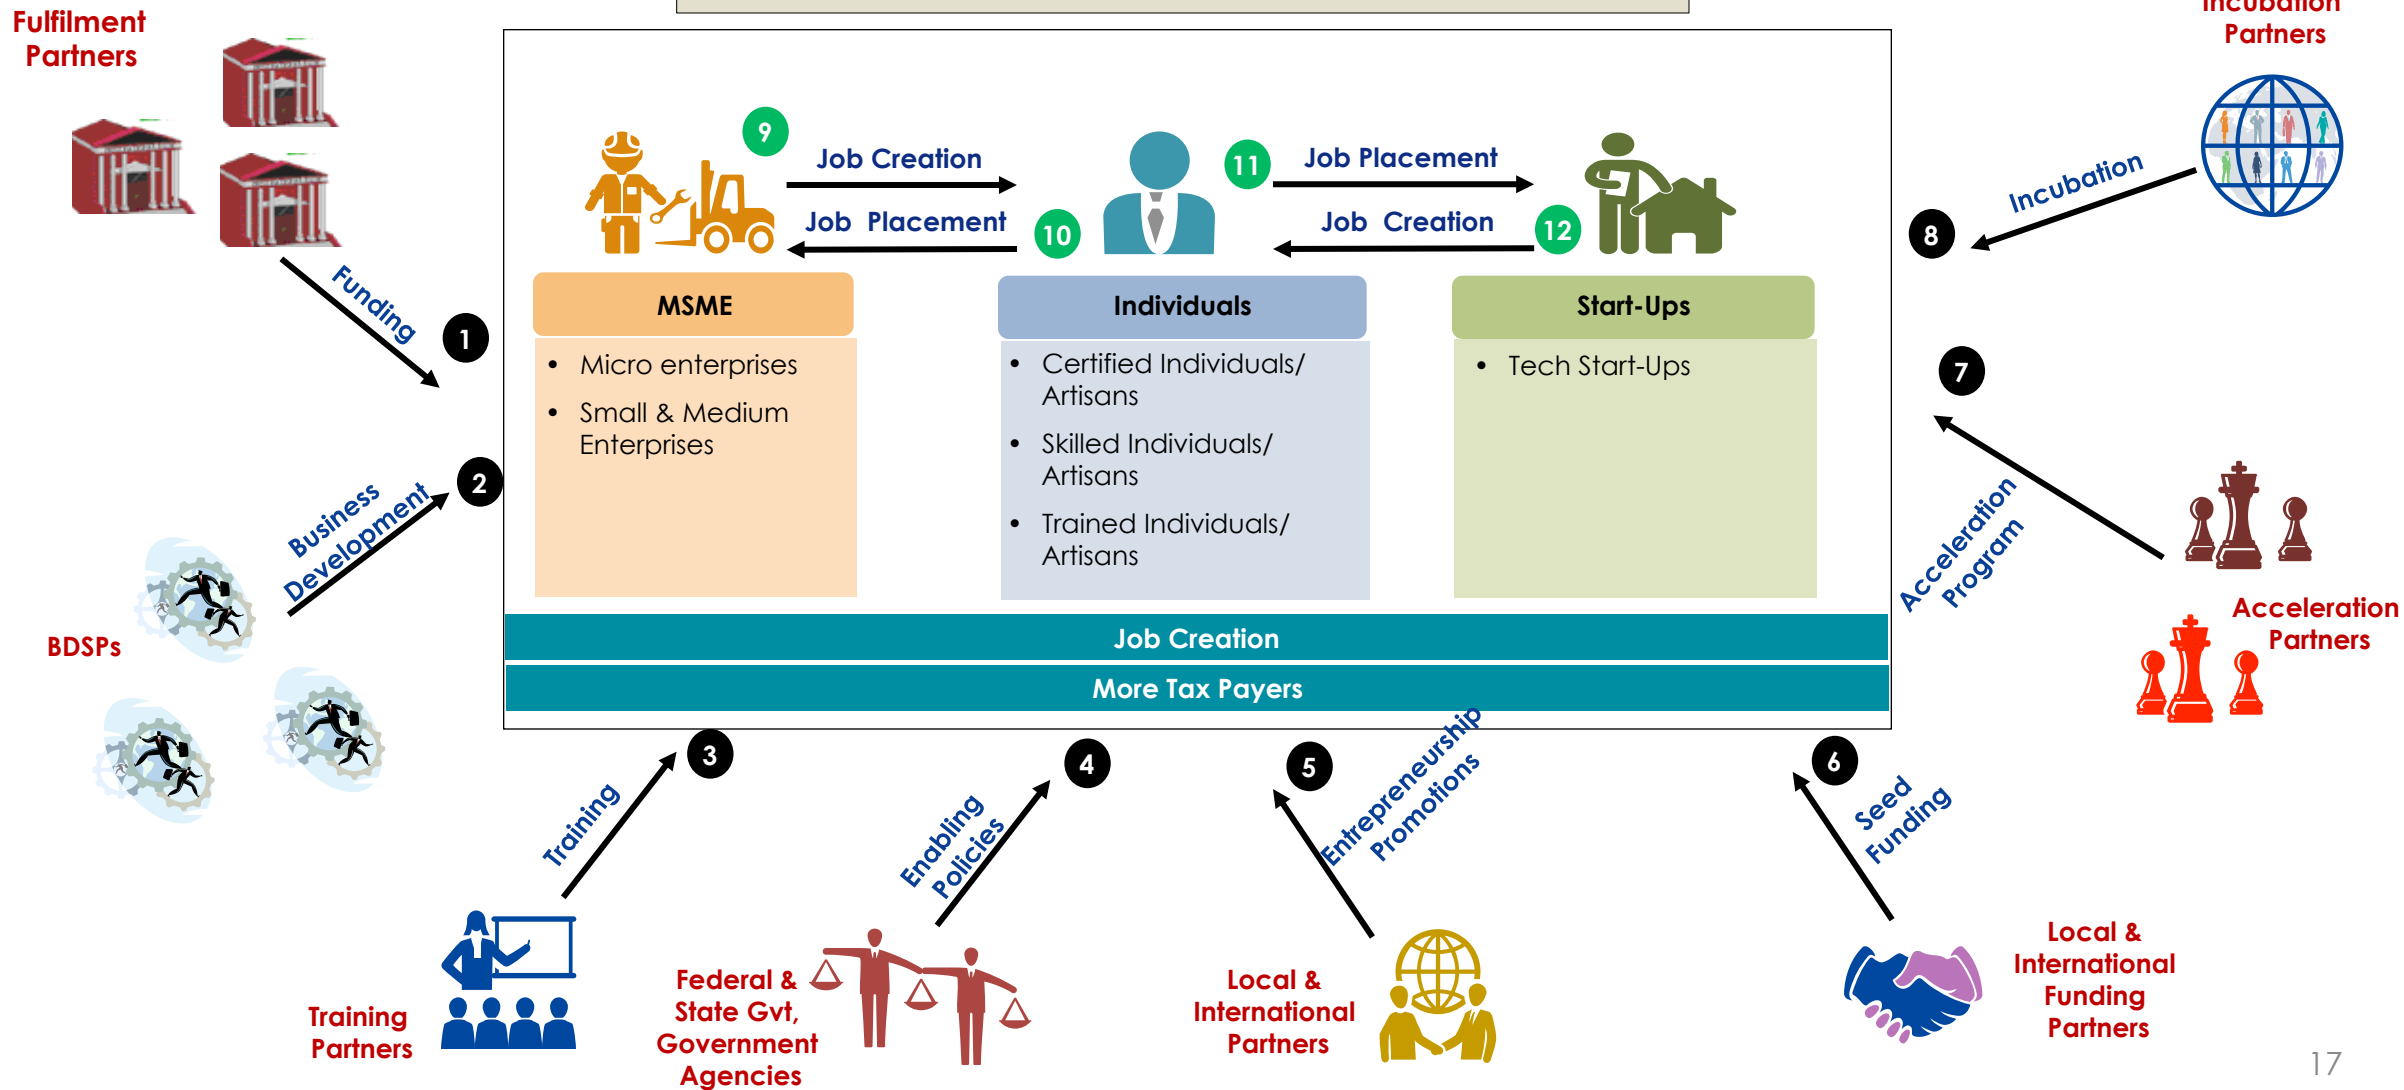 Fulfilment
Partners
Incubation
Partners
9
Job Creation
11
Job Placement
Job Placement
10
Job Creation
12
Incubation
8
Funding
1
MSME
Individuals
Start-Ups
• Micro enterprises
• Small & Medium
Enterprises
• Certified Individuals/
Artisans
• Skilled Individuals/
Artisans
• Trained Individuals/
Artisans
• Tech Start-Ups
7
2
Business
Development
Acceleration
Program
BDSPs
Acceleration
Partners
Job Creation
More Tax Payers
3
4
5
6
Training
Enabling
Policies
Entrepreneurship
Promotions
Seed
Funding
Training
Partners
Federal &
State Gvt,
Government
Agencies
Local &
International
Partners
Local &
International
Funding
Partners
17